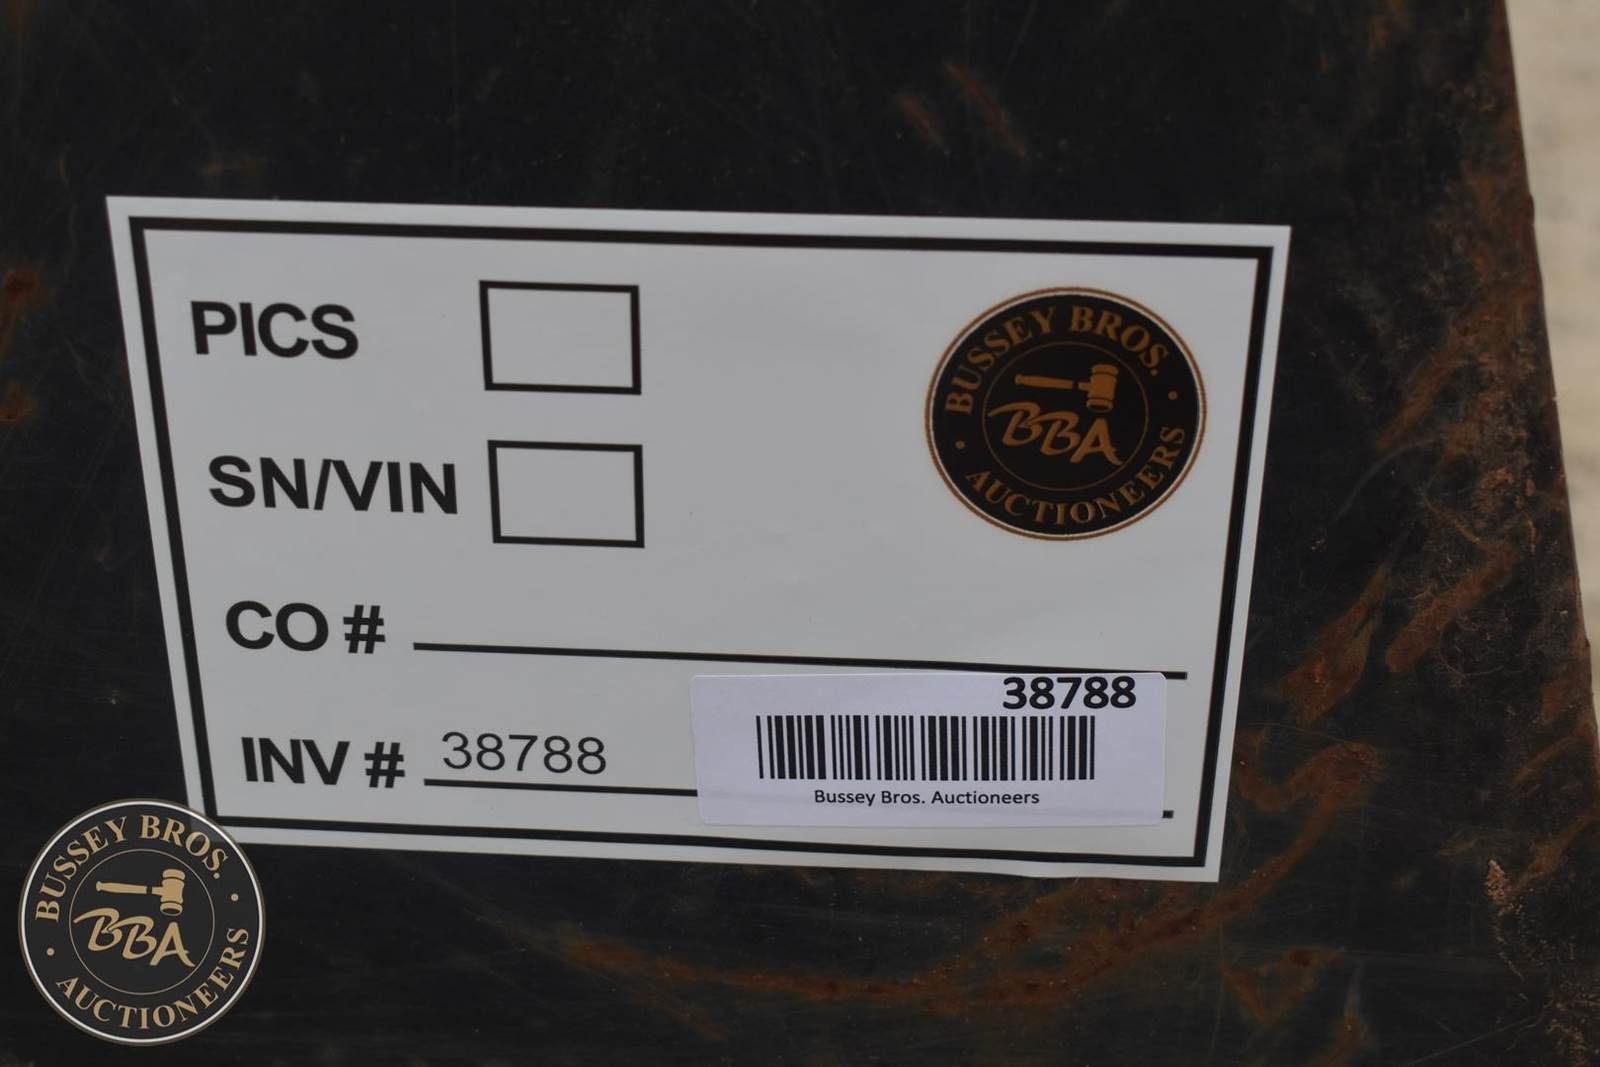 PICS
BUSSEY BROS.
BBA
AUCTIONEERS
SN/VIN
CO #
38788
INV # 38788
Bussey Bros. Auctioneers
BUSSEY BROS.
BBA
AUCTIONEERS